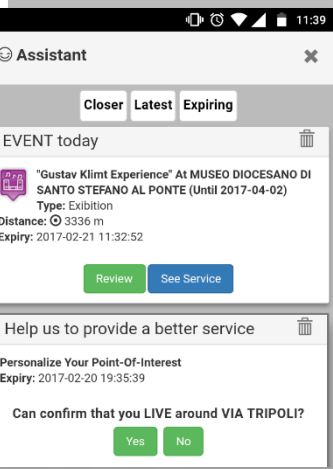 11:39
Assistant
Closer Latest Expiring
EVENT today
"Gustav Klimt Experience" At MUSEO DIOCESANO DI
SANTO STEFANO AL PONTE (Until 2017-04-02)
Type: Exibition
Distance: 3336 m
Expiry: 2017-02-21 11:32:52
Review See Service
Help us to provide a better service
Personalize Your Point-Of-Interest
Expiry: 2017-02-20 19:35:39
Can confirm that you LIVE around VIA TRIPOLI?
Yes No